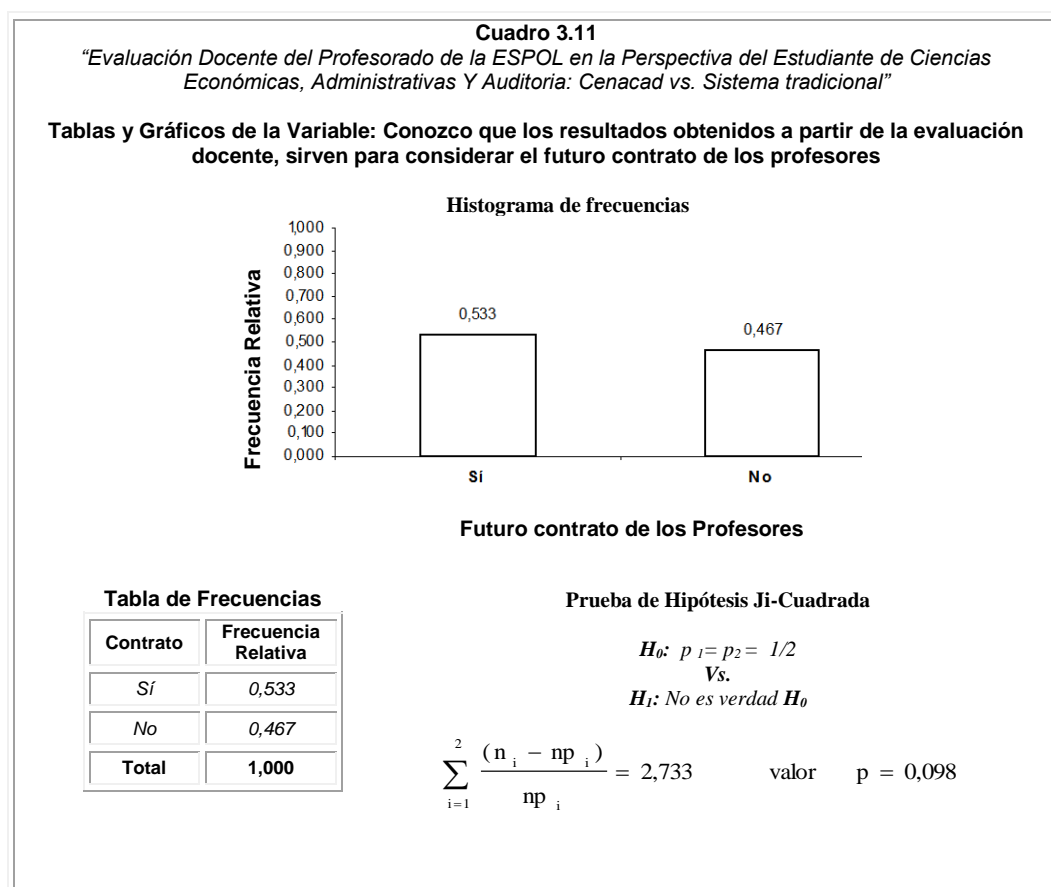 Cuadro 3.11
“Evaluación Docente del Profesorado de la ESPOL en la Perspectiva del Estudiante de Ciencias
Económicas, Administrativas Y Auditoria: Cenacad vs. Sistema tradicional”
Tablas y Gráficos de la Variable: Conozco que los resultados obtenidos a partir de la evaluación
docente, sirven para considerar el futuro contrato de los profesores
Histograma de frecuencias
Frecuencia Relativa
1,000
0,900
0,800
0,700
0,600
0,500
0,400
0,300
0,200
0,100
0,000
0,533
0,467
Sí No
Futuro contrato de los Profesores
Tabla de Frecuencias
Contrato Frecuencia Relativa
Sí 0,533
No 0,467
Total 1,000
Prueba de Hipótesis Ji-Cuadrada
H₀: p ₁= p₂ = 1/2
Vs.
H₁: No es verdad H₀
∑ᵢ₌₁² (n ᵢ − np ᵢ) / np ᵢ = 2,733 valor p = 0,098